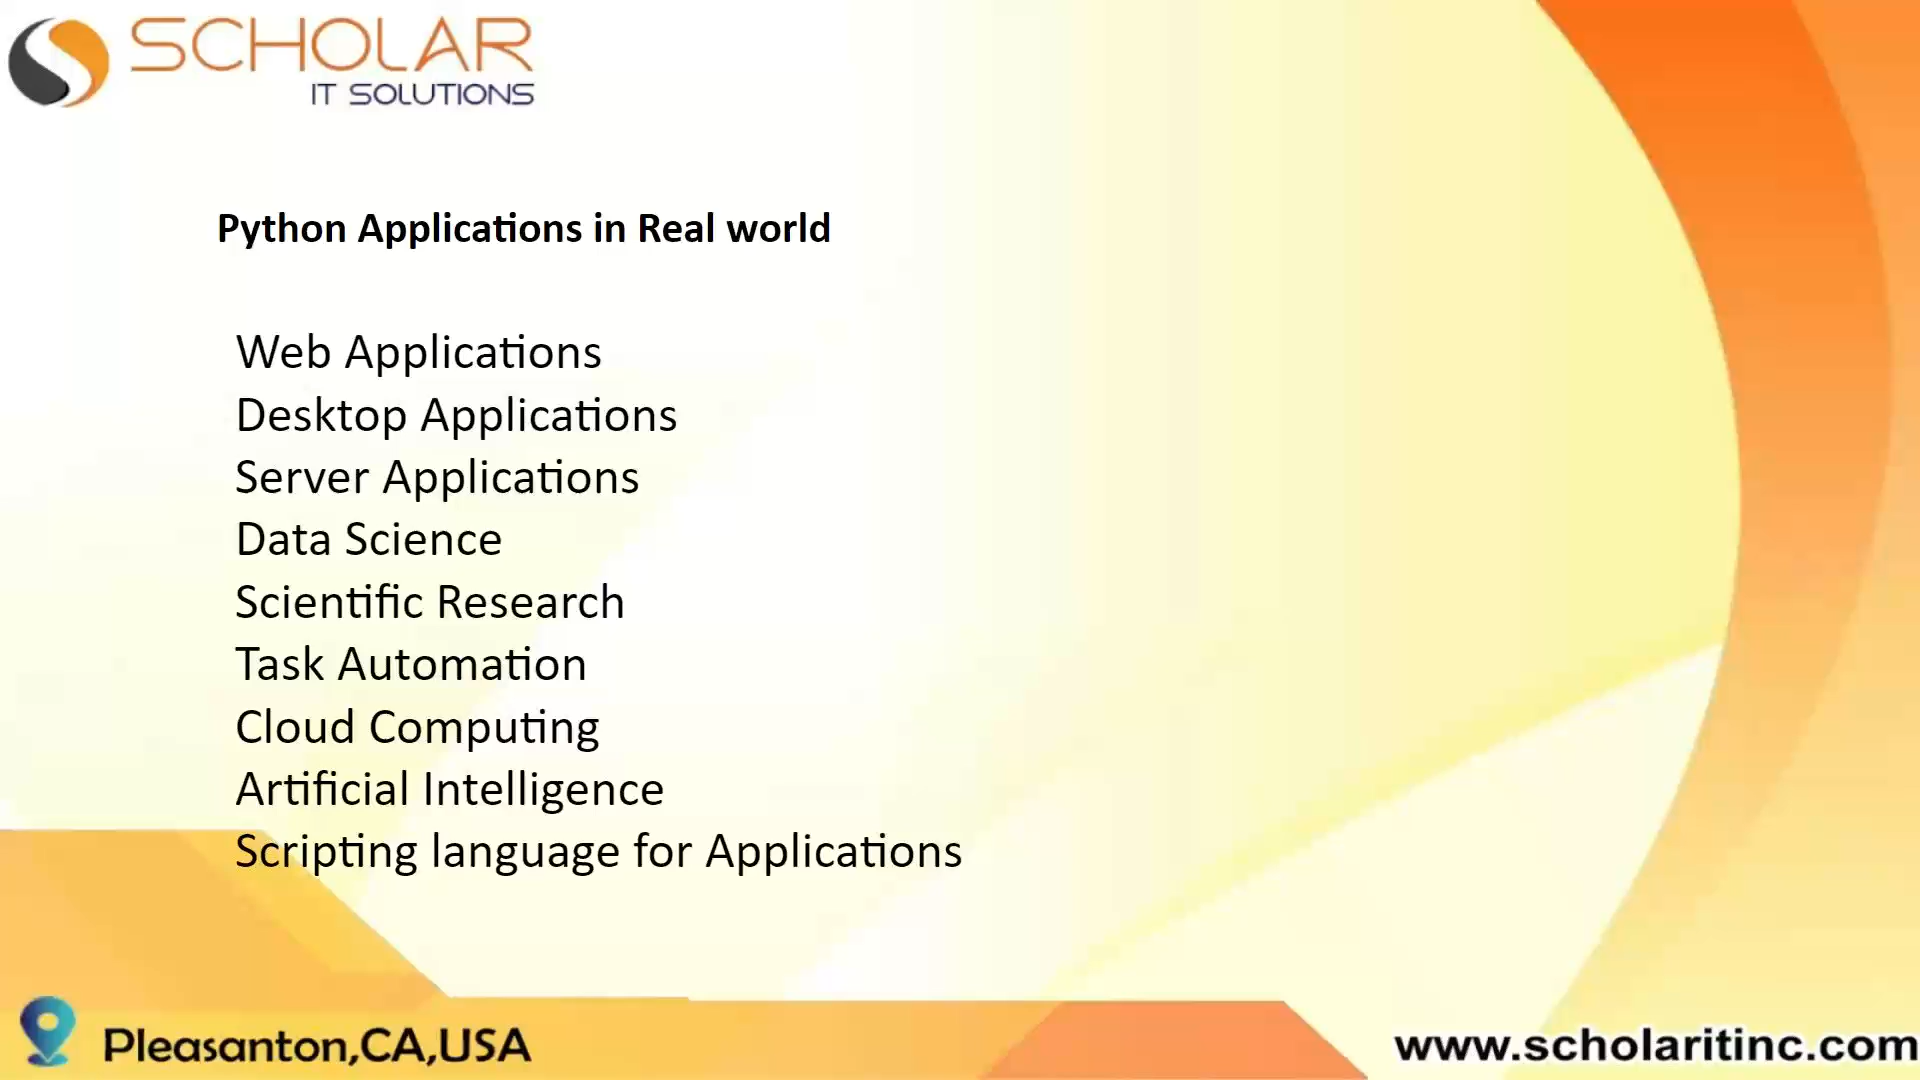 SCHOLAR
IT SOLUTIONS
Python Applications in Real world
Web Applications
Desktop Applications
Server Applications
Data Science
Scientific Research
Task Automation
Cloud Computing
Artificial Intelligence
Scripting language for Applications
Pleasanton,CA,USA
www.scholaritinc.com